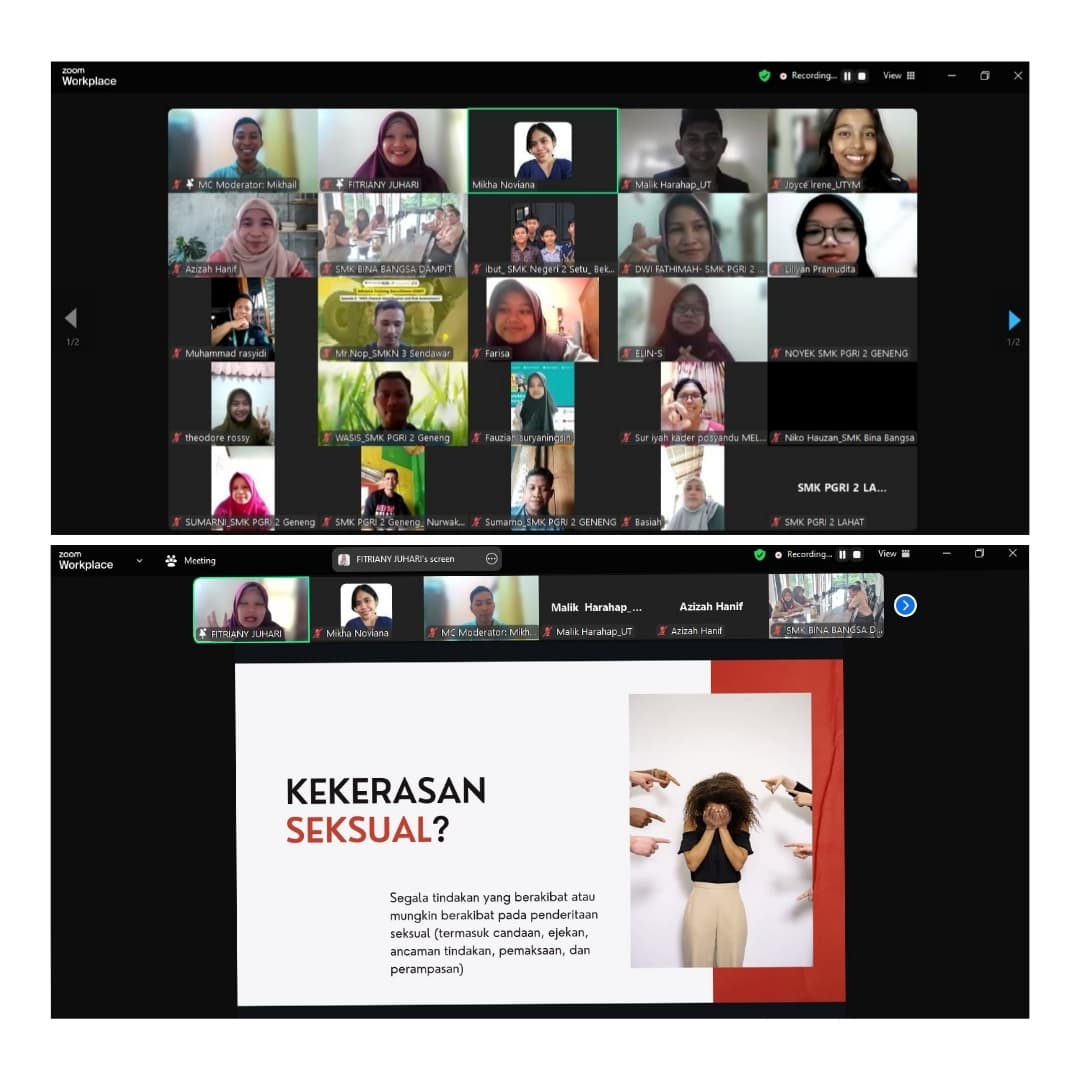 zoom
Workplace
Recording...
View
MC Moderator: Mikhail
FITRIANY JUHARI
Mikha Noviana
Malik Harahap_UT
Joyce Irene_UTYM
Azizah Hanif
SMK BINA BANGSA DAMPIT
ibut_ SMK Negeri 2 Setu_ Bek...
DWI FATHIMAH- SMK PGRI 2 ...
Lillyan Pramudita
1/2
1/2
Muhammad rasyidi
Mr.Nop_SMKN 3 Sendawar
Farisa
ELIN-S
NOYEK SMK PGRI 2 GENENG
theodore rossy
WASIS_SMK PGRI 2 Geneng
Fauziah suryaningsih
Sur iyah kader posyandu MEL...
Niko Hauzan_SMK Bina Bangsa
SMK PGRI 2 LA...
SUMARNI_SMK PGRI 2 Geneng
SMK PGRI 2 Geneng_ Nurwak...
Sumarno_SMK PGRI 2 GENENG
Basiah
SMK PGRI 2 LAHAT
zoom
Workplace
Meeting
FITRIANY JUHARI's screen
Recording...
View
Malik Harahap_...
Azizah Hanif
FITRIANY JUHARI
Mikha Noviana
MC Moderator: Mikh...
Malik Harahap_UT
Azizah Hanif
SMK BINA BANGSA D...
KEKERASAN
SEKSUAL?
Segala tindakan yang berakibat atau
mungkin berakibat pada penderitaan
seksual (termasuk candaan, ejekan,
ancaman tindakan, pemaksaan, dan
perampasan)